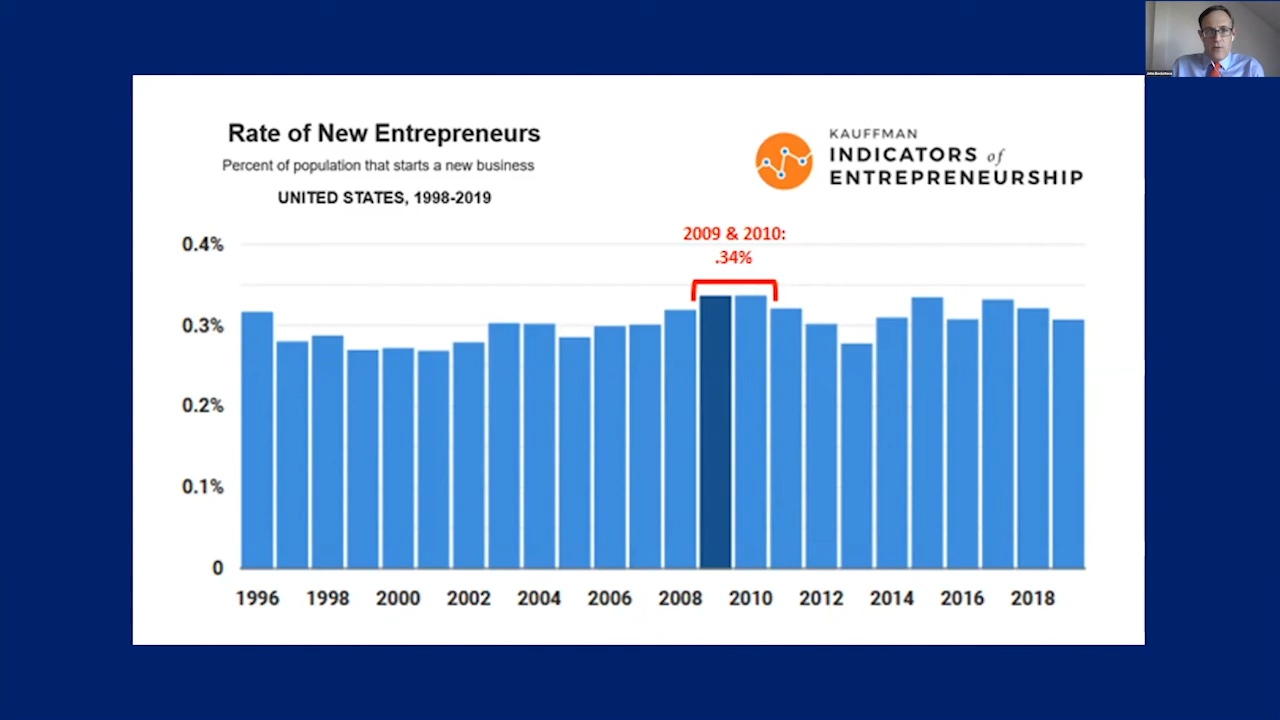 Rate of New Entrepreneurs
Percent of population that starts a new business
UNITED STATES, 1998-2019
KAUFFMAN
INDICATORS of
ENTREPRENEURSHIP
2009 & 2010:
.34%
0.4%
0.3%
0.2%
0.1%
0
1996 1998 2000 2002 2004 2006 2008 2010 2012 2014 2016 2018